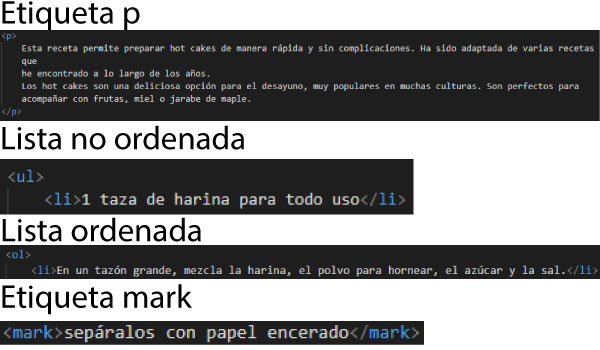 Etiqueta p
<p>
Esta receta permite preparar hot cakes de manera rápida y sin complicaciones. Ha sido adaptada de varias recetas
que
he encontrado a lo largo de los años.
Los hot cakes son una deliciosa opción para el desayuno, muy populares en muchas culturas. Son perfectos para
acompañar con frutas, miel o jarabe de maple.
</p>
Lista no ordenada
<ul>
<li>1 taza de harina para todo uso</li>
Lista ordenada
<ol>
<li>En un tazón grande, mezcla la harina, el polvo para hornear, el azúcar y la sal.</li>
Etiqueta mark
<mark>sepáralos con papel encerado</mark>